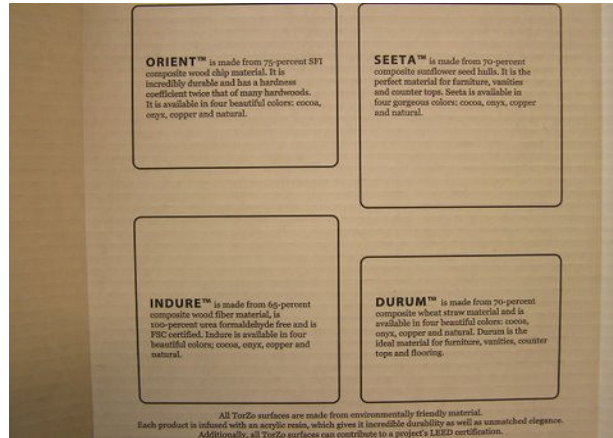 ORIENT™ is made from 75-percent SFI
composite wood chip material. It is
incredibly durable and has a hardness
coefficient twice that of many hardwoods.
It is available in four beautiful colors: cocoa,
onyx, copper and natural.
SEETA™ is made from 70-percent
composite sunflower seed hulls. It is the
perfect material for furniture, vanities
and counter tops. Seeta is available in
four gorgeous colors: cocoa, onyx, copper
and natural.
INDURE™ is made from 65-percent
composite wood fiber material, is
100-percent urea formaldehyde free and is
FSC certified. Indure is available in four
beautiful colors; cocoa, onyx, copper and
natural.
DURUM™ is made from 70-percent
composite wheat straw material and is
available in four beautiful colors: cocoa,
onyx, copper and natural. Durum is the
ideal material for furniture, vanities, counter
tops and flooring.
All TorZo surfaces are made from environmentally friendly material.
Each product is infused with an acrylic resin, which gives it incredible durability as well as unmatched elegance.
Additionally, all TorZo surfaces can contribute to a project's LEED certification.